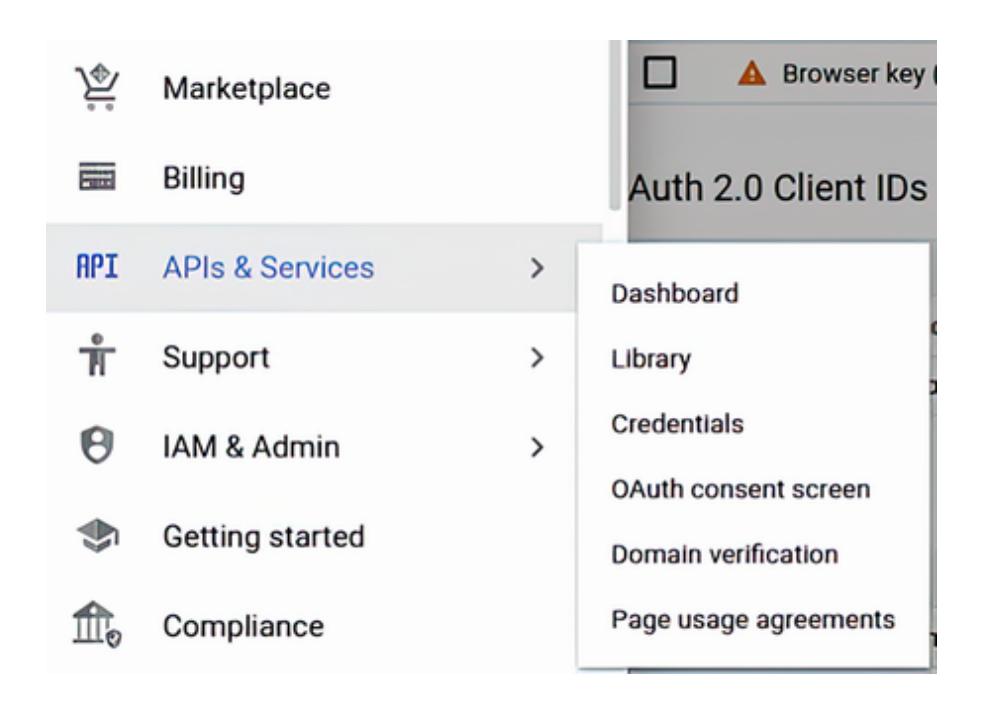 Marketplace
Billing
API APIs & Services
Support
IAM & Admin
Getting started
Compliance
Browser key (
Auth 2.0 Client IDs
Dashboard
Library
Credentials
OAuth consent screen
Domain verification
Page usage agreements